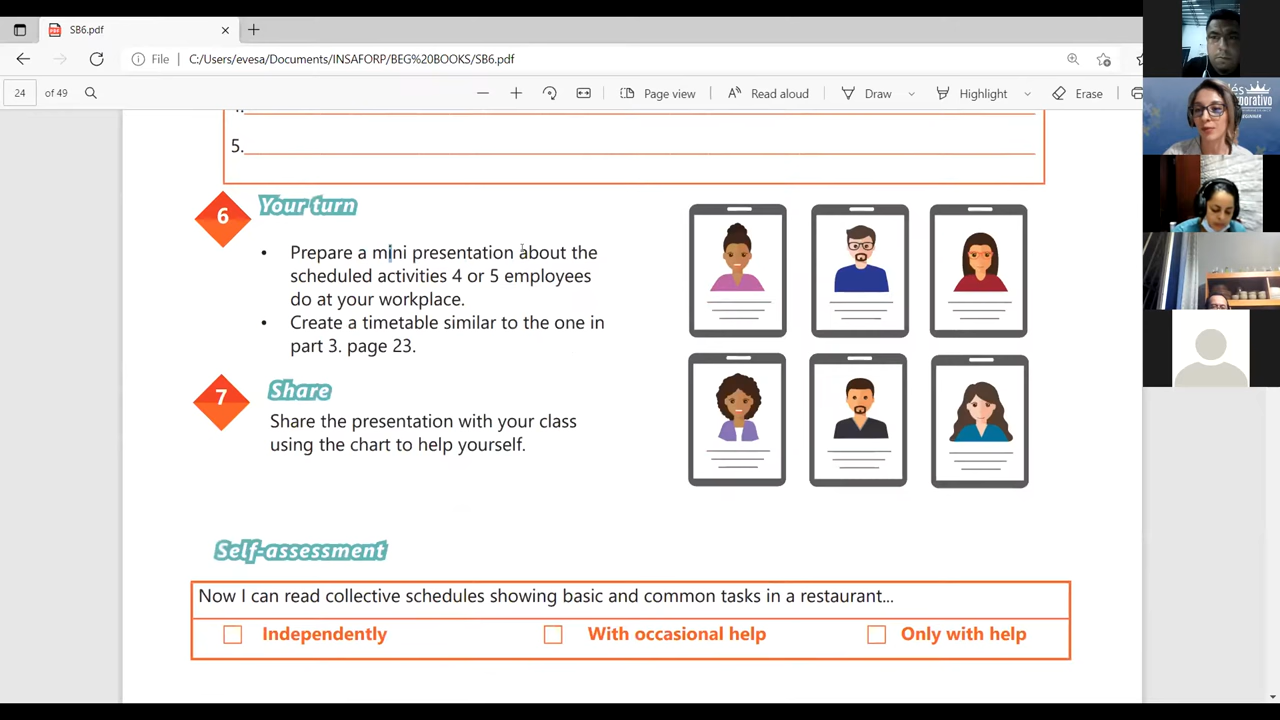 SB6.pdf
File
C:/Users/evesa/Documents/INSAFORP/BEG%20BOOKS/SB6.pdf
24
of 49
Page view
Read aloud
Draw
Highlight
Erase
5.
6
Your turn
• Prepare a mini presentation about the
scheduled activities 4 or 5 employees
do at your workplace.
• Create a timetable similar to the one in
part 3. page 23.
7
Share
Share the presentation with your class
using the chart to help yourself.
Self-assessment
Now I can read collective schedules showing basic and common tasks in a restaurant...
Independently
With occasional help
Only with help